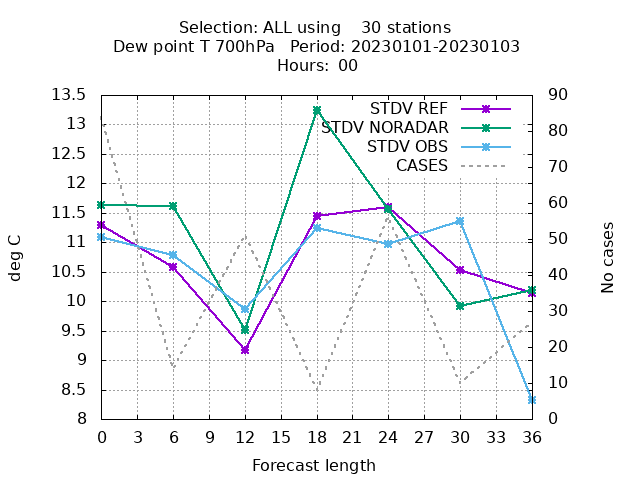 Selection: ALL using    30 stations
Dew point T 700hPa   Period: 20230101-20230103
Hours: 00
13.5
13
12.5
12
11.5
11
10.5
10
9.5
9
8.5
8
90
80
70
60
50
40
30
20
10
0
STDV REF
STDV NORADAR
STDV OBS
CASES
deg C
No cases
0 3 6 9 12 15 18 21 24 27 30 33 36
Forecast length